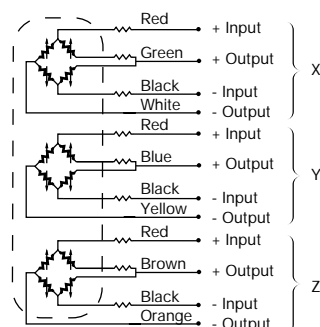 Red
+ Input
Green
+ Output
X
Black
- Input
White
- Output
Red
+ Input
Blue
+ Output
Y
Black
- Input
Yellow
- Output
Red
+ Input
Brown
+ Output
Z
Black
- Input
Orange
- Output